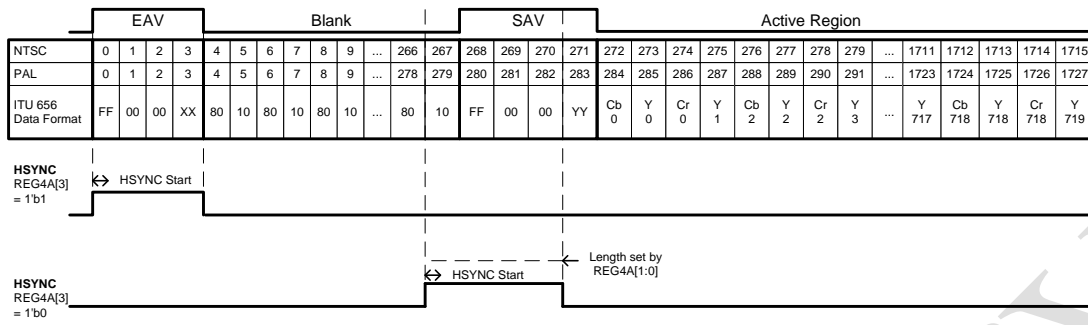 EAV Blank SAV Active Region
NTSC 0 1 2 3 4 5 6 7 8 9 ... 266 267 268 269 270 271 272 273 274 275 276 277 278 279 ... 1711 1712 1713 1714 1715
PAL 0 1 2 3 4 5 6 7 8 9 ... 278 279 280 281 282 283 284 285 286 287 288 289 290 291 ... 1723 1724 1725 1726 1727
ITU 656 Data Format FF 00 00 XX 80 10 80 10 80 10 ... 80 10 FF 00 00 YY Cb 0 Y 0 Cr 0 Y 1 Cb 2 Y 2 Cr 2 Y 3 ... Y 717 Cb 718 Y 718 Cr 718 Y 719
HSYNC
REG4A[3]
= 1'b1
HSYNC Start
Length set by
REG4A[1:0]
HSYNC Start
HSYNC
REG4A[3]
= 1'b0